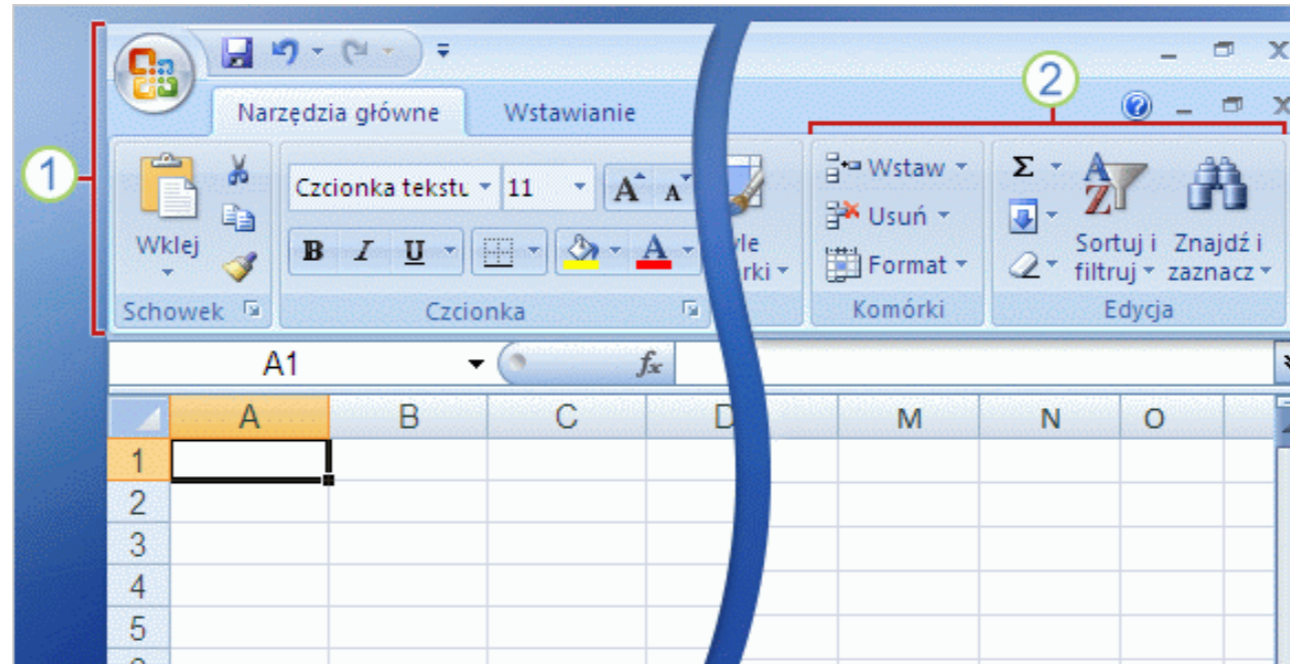 2
Narzędzia główne Wstawianie
1
Czcionka tekstu 11 A A Wstaw Σ A Z
Usuń
Wklej B I U A Sortuj i Znajdź i
Format filtruj zaznacz
Schowek Czcionka Komórki Edycja
A1 fx
A B C D M N O
1
2
3
4
5